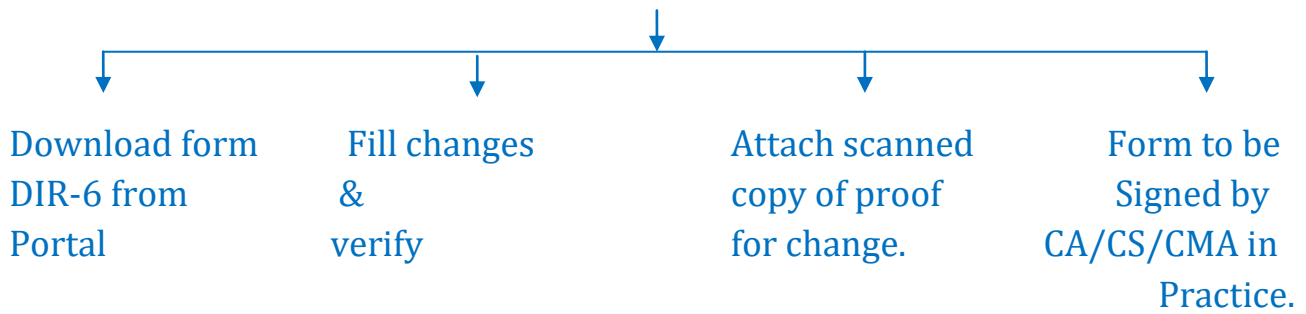 Download form
DIR-6 from
Portal
Fill changes
&
verify
Attach scanned
copy of proof
for change.
Form to be
Signed by
CA/CS/CMA in
Practice.